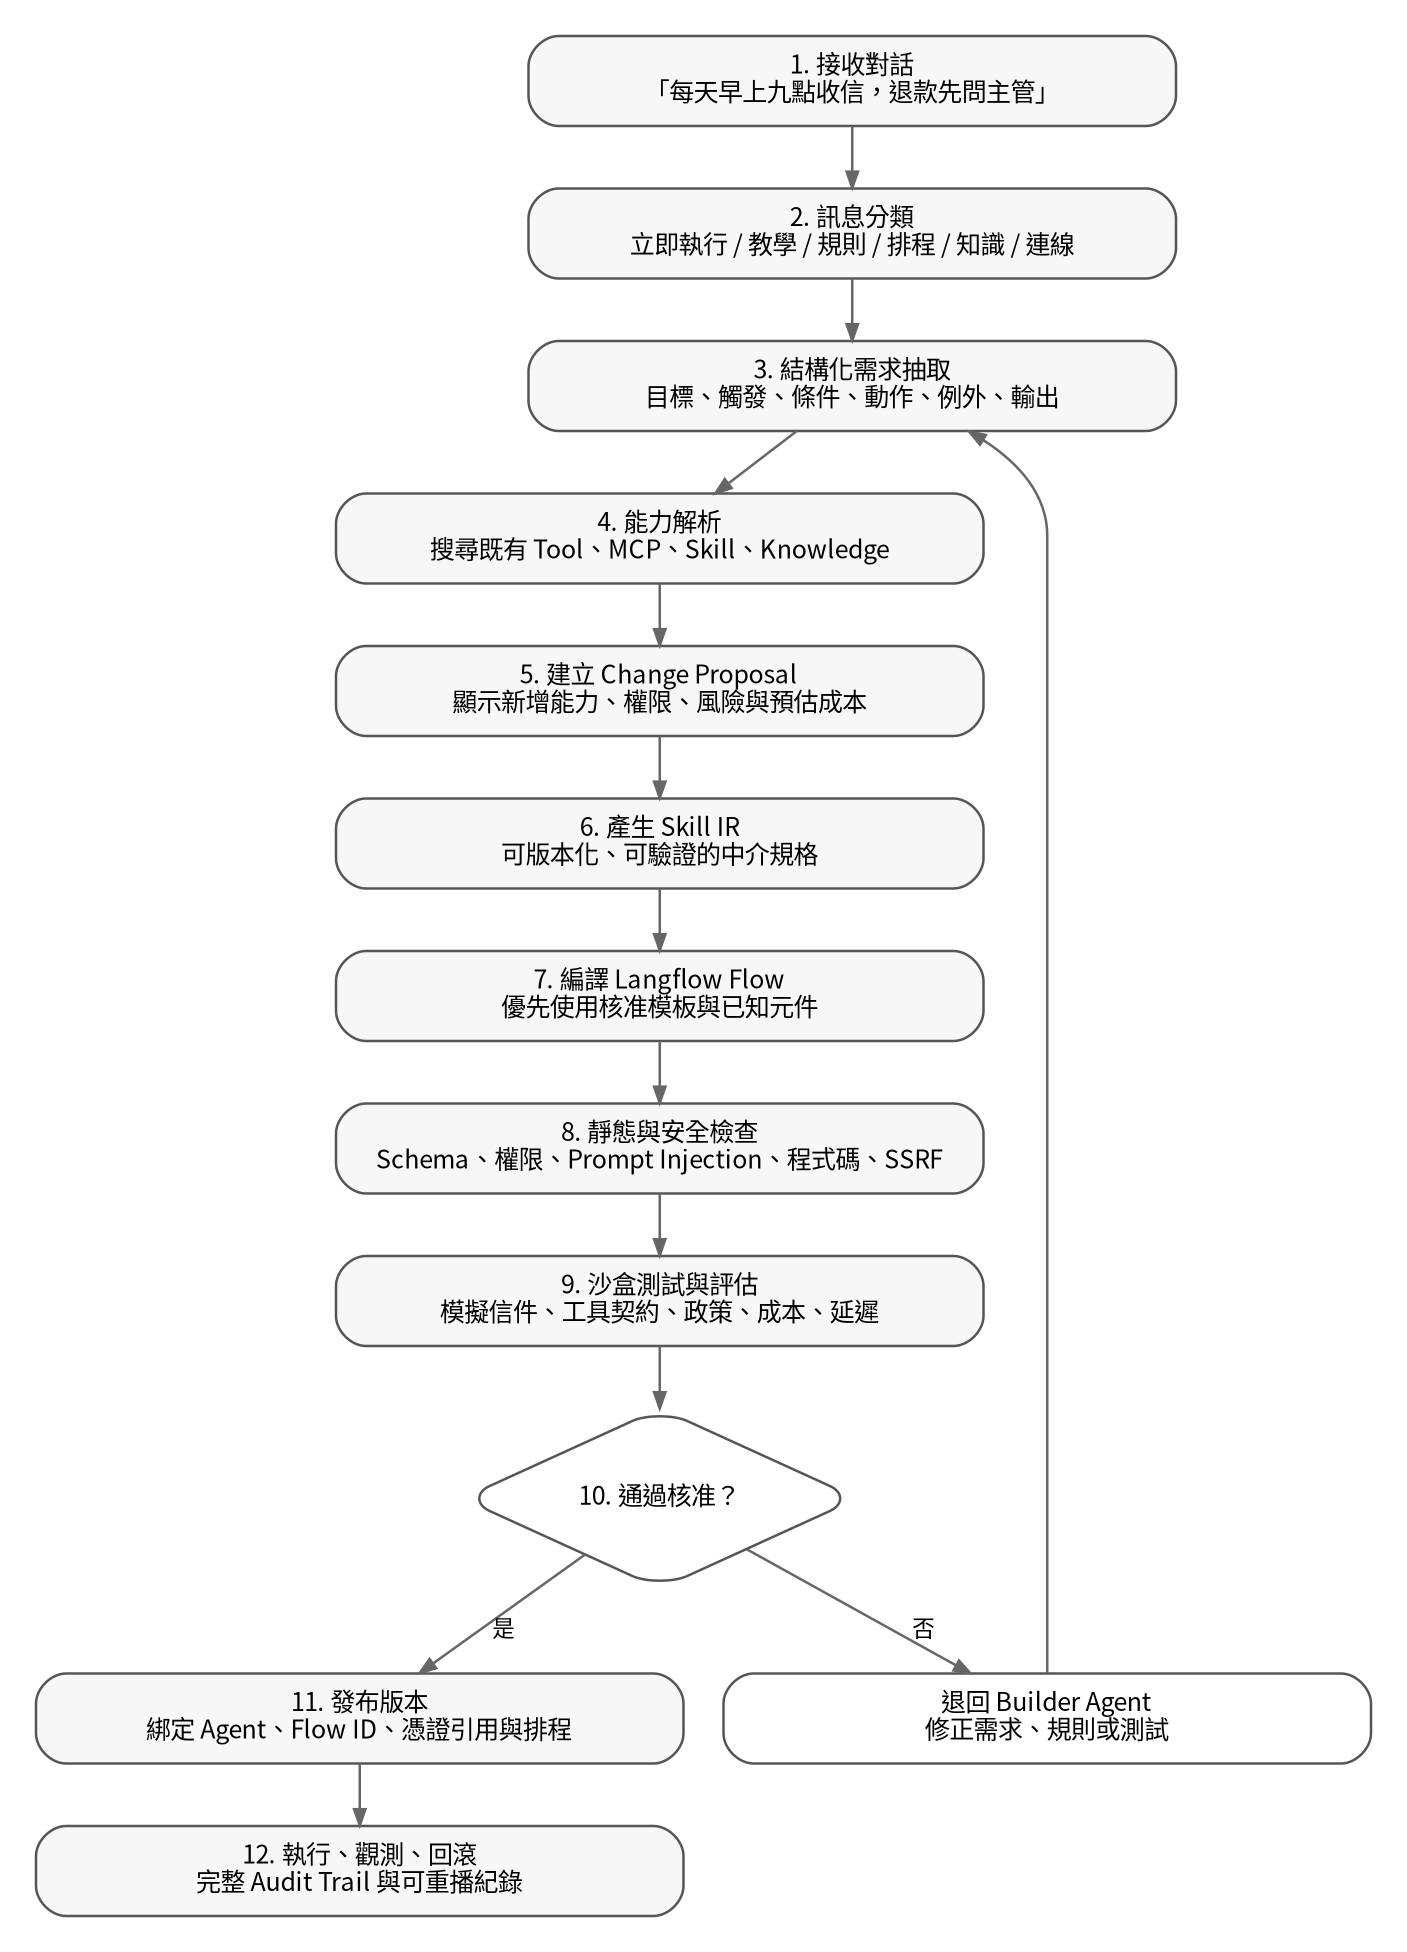 1. 接收對話
「每天早上九點收信，退款先問主管」
2. 訊息分類
立即執行 / 教學 / 規則 / 排程 / 知識 / 連線
3. 結構化需求抽取
目標、觸發、條件、動作、例外、輸出
4. 能力解析
搜尋既有 Tool、MCP、Skill、Knowledge
5. 建立 Change Proposal
顯示新增能力、權限、風險與預估成本
6. 產生 Skill IR
可版本化、可驗證的中介規格
7. 編譯 Langflow Flow
優先使用核准模板與已知元件
8. 靜態與安全檢查
Schema、權限、Prompt Injection、程式碼、SSRF
9. 沙盒測試與評估
模擬信件、工具契約、政策、成本、延遲
10. 通過核准？
是
否
11. 發布版本
綁定 Agent、Flow ID、憑證引用與排程
退回 Builder Agent
修正需求、規則或測試
12. 執行、觀測、回滾
完整 Audit Trail 與可重播紀錄